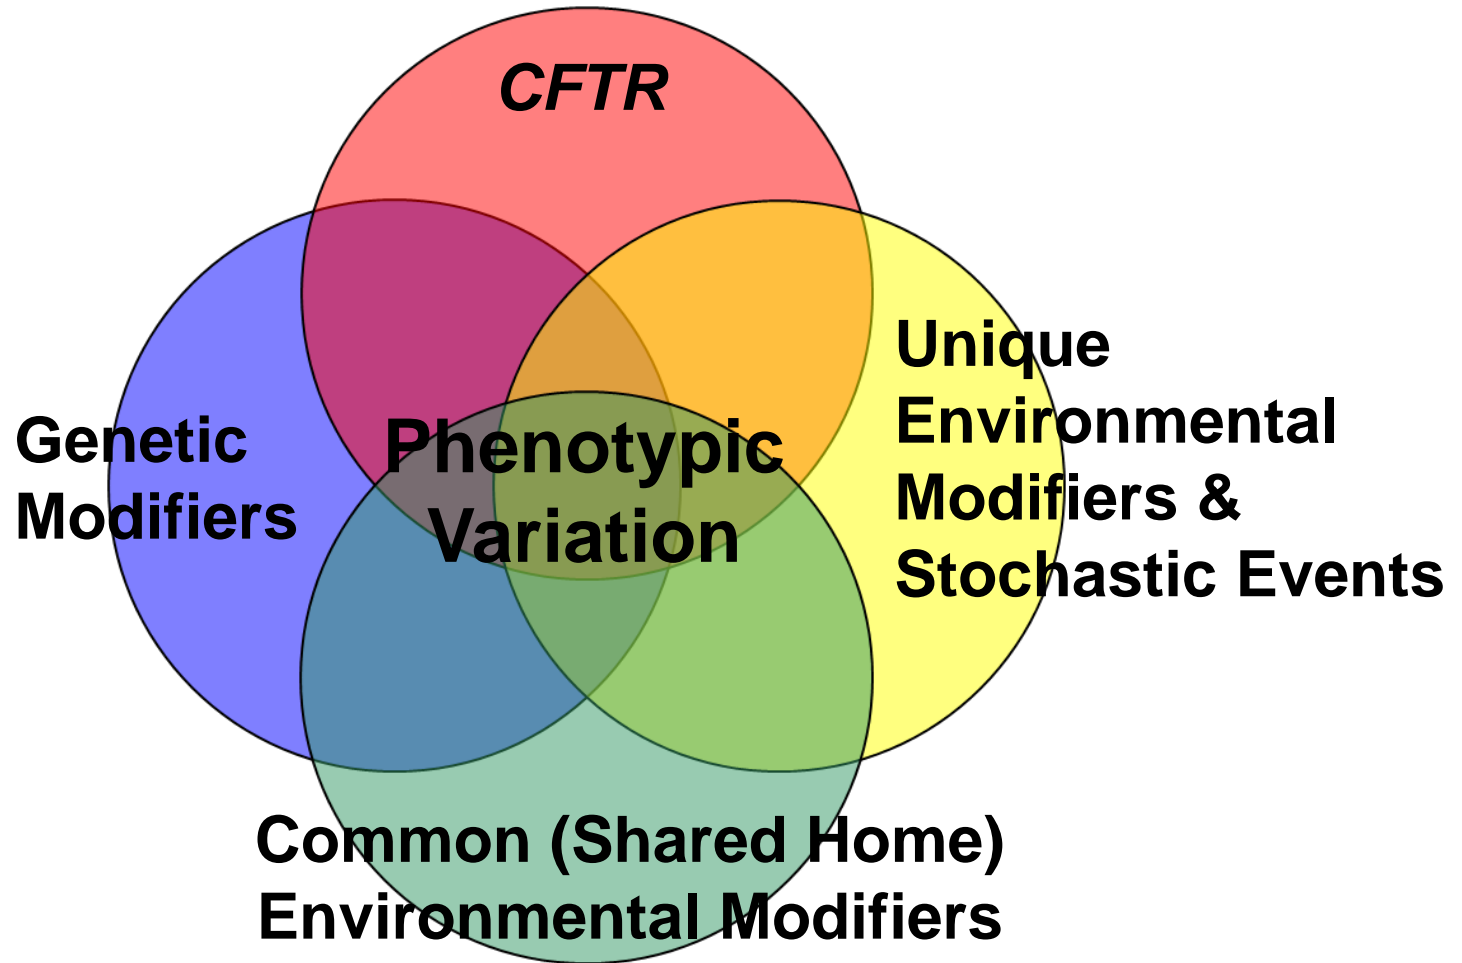 CFTR
Unique
Environmental
Modifiers &
Stochastic Events
Genetic
Modifiers
Phenotypic
Variation
Common (Shared Home)
Environmental Modifiers